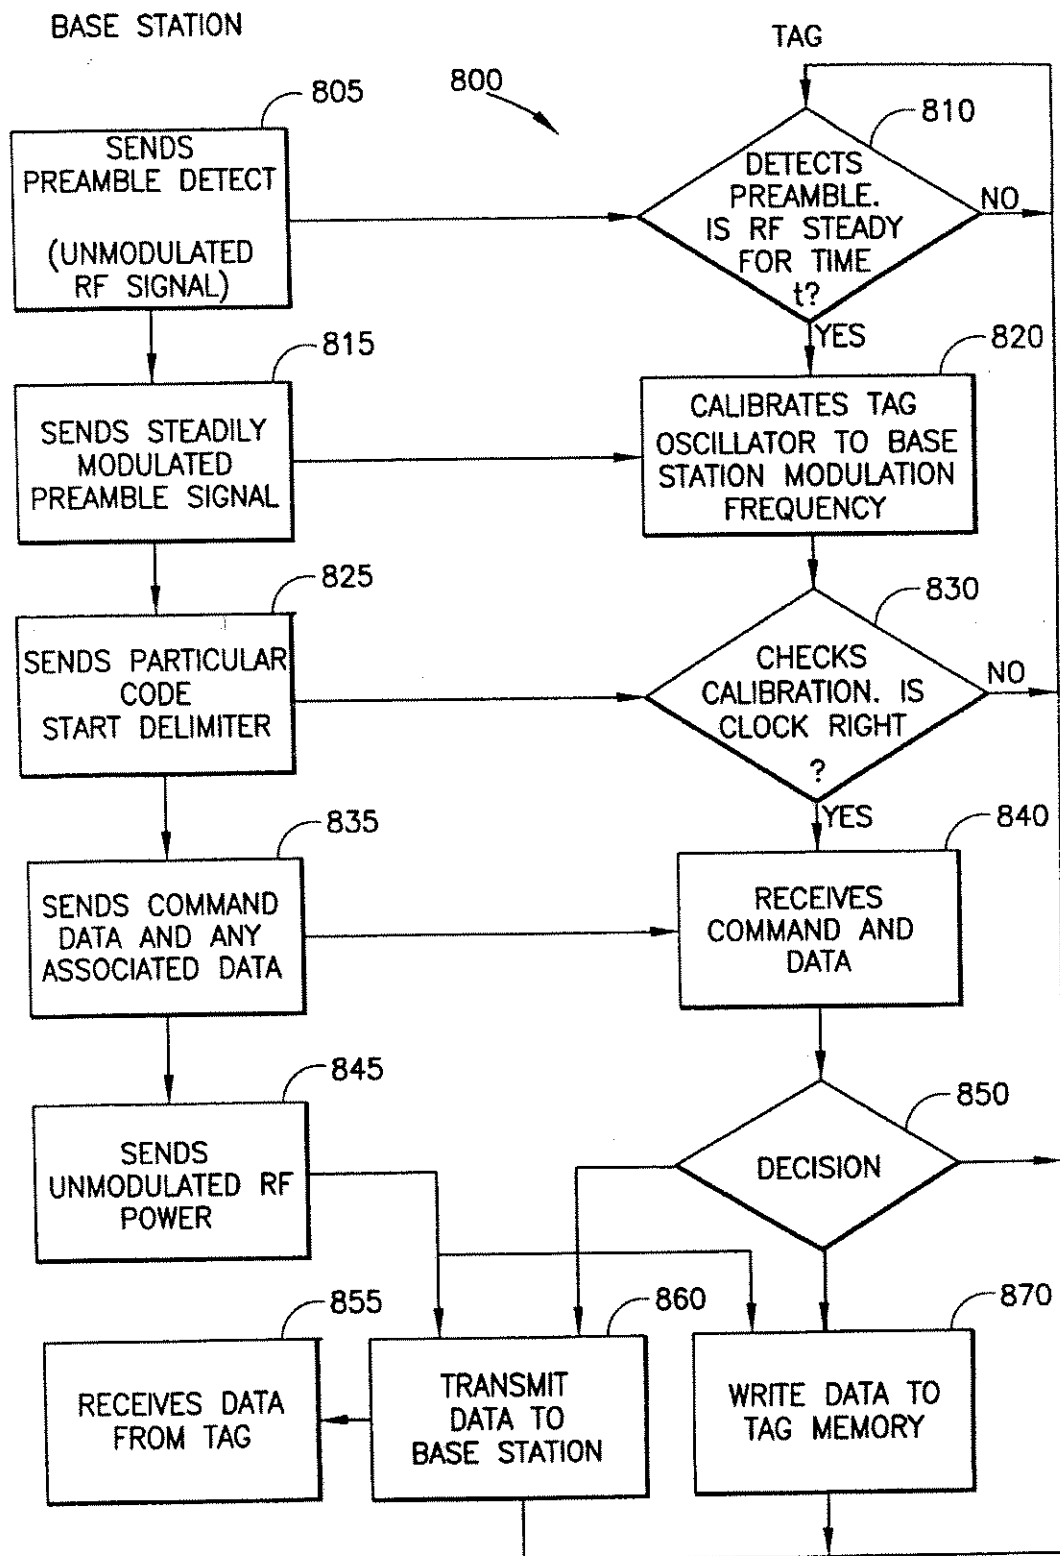 BASE STATION
TAG
800
805
SENDS
PREAMBLE DETECT
(UNMODULATED
RF SIGNAL)
810
DETECTS
PREAMBLE.
IS RF STEADY
FOR TIME
t?
NO
YES
815
SENDS STEADILY
MODULATED
PREAMBLE SIGNAL
820
CALIBRATES TAG
OSCILLATOR TO BASE
STATION MODULATION
FREQUENCY
825
SENDS PARTICULAR
CODE
START DELIMITER
830
CHECKS
CALIBRATION. IS
CLOCK RIGHT
?
NO
YES
835
SENDS COMMAND
DATA AND ANY
ASSOCIATED DATA
840
RECEIVES
COMMAND AND
DATA
845
SENDS
UNMODULATED RF
POWER
850
DECISION
855
RECEIVES DATA
FROM TAG
860
TRANSMIT
DATA TO
BASE STATION
870
WRITE DATA TO
TAG MEMORY